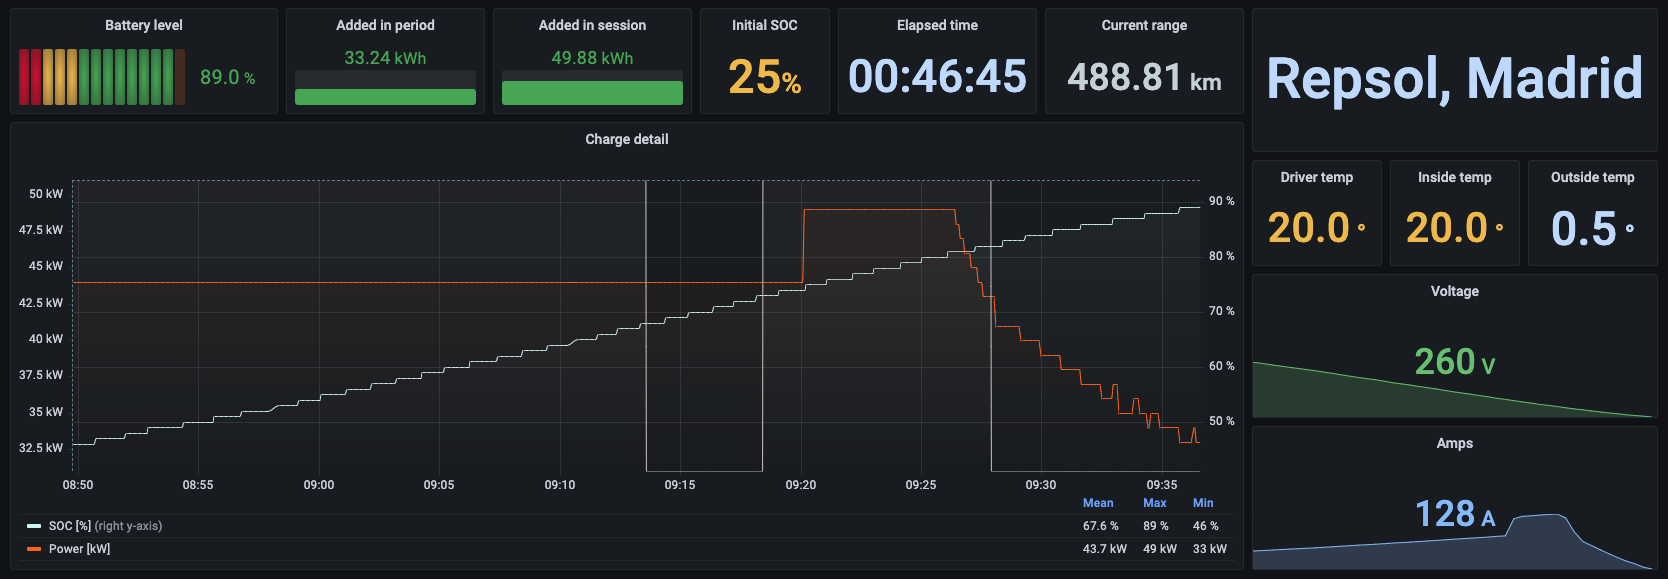 Battery level
89.0 %
Added in period
33.24 kWh
Added in session
49.88 kWh
Initial SOC
25%
Elapsed time
00:46:45
Current range
488.81 km
Repsol, Madrid
Charge detail
50 kW
47.5 kW
45 kW
42.5 kW
40 kW
37.5 kW
35 kW
32.5 kW
90 %
80 %
70 %
60 %
50 %
08:50 08:55 09:00 09:05 09:10 09:15 09:20 09:25 09:30 09:35
Mean Max Min
SOC [%] (right y-axis) 67.6 % 89 % 46 %
Power [kW] 43.7 kW 49 kW 33 kW
Driver temp
20.0 °
Inside temp
20.0 °
Outside temp
0.5 °
Voltage
260 V
Amps
128 A